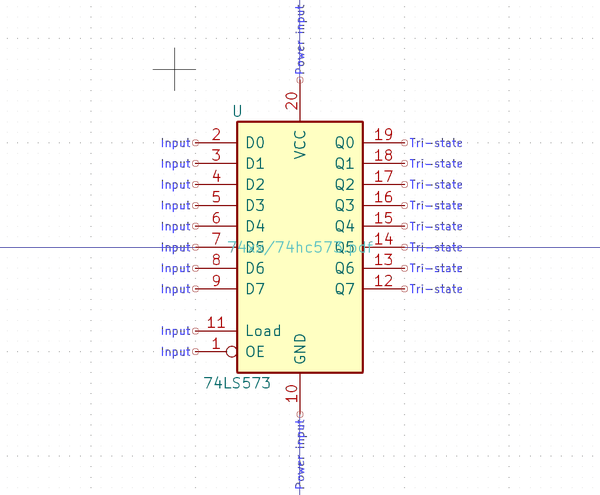 Power input
20
U
VCC
Input 2 D0 Q0 19 Tri-state
Input 3 D1 Q1 18 Tri-state
Input 4 D2 Q2 17 Tri-state
Input 5 D3 Q3 16 Tri-state
Input 6 D4 Q4 15 Tri-state
Input 7 D5 74xx/74hc573.pdf Q5 14 Tri-state
Input 8 D6 Q6 13 Tri-state
Input 9 D7 Q7 12 Tri-state
Input 11 Load
Input 1 OE
GND
74LS573
10
Power input